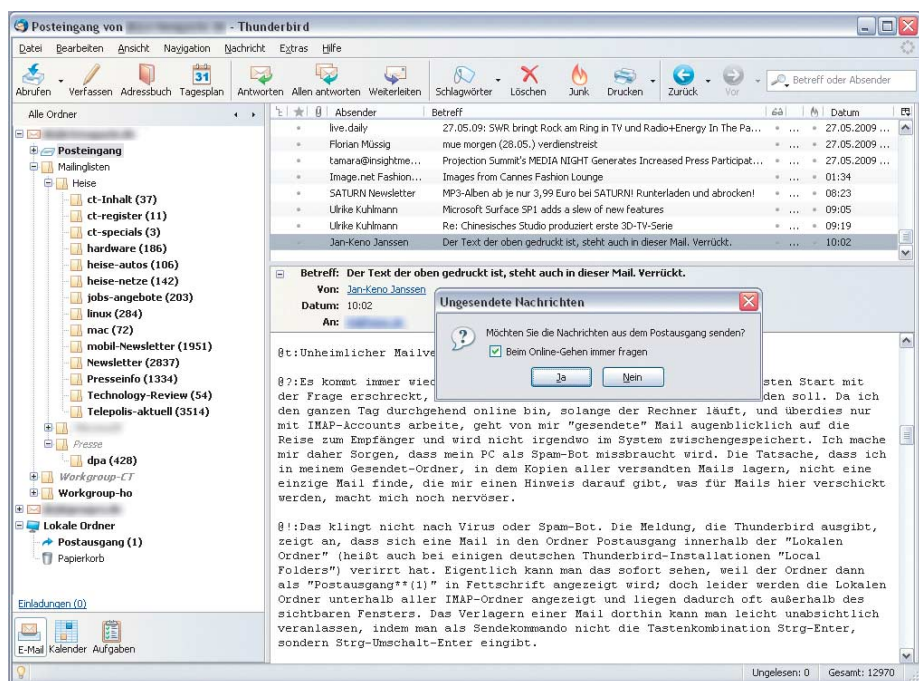 Posteingang von - Thunderbird
Datei Bearbeiten Ansicht Navigation Nachricht Extras Hilfe
Abrufen Verfassen Adressbuch Tagesplan Antworten Allen antworten Weiterleiten Schlagwörter Löschen Junk Drucken Zurück Vor Betreff oder Absender
Alle Ordner
Posteingang
Mailinglisten
Heise
ct-Inhalt (37)
ct-register (11)
ct-specials (3)
hardware (186)
heise-autos (106)
heise-netze (142)
jobs-angebote (203)
linux (284)
mac (72)
mobil-Newsletter (1951)
Newsletter (2837)
Presseinfo (1334)
Technology-Review (54)
Telepolis-aktuell (3514)
Presse
dpa (428)
Workgroup-CT
Workgroup-ho
Lokale Ordner
Postausgang (1)
Papierkorb
Einladungen (0)
E-Mail Kalender Aufgaben
Absender Betreff Datum
live.daily 27.05.09: SWR bringt Rock am Ring in TV und Radio+Energy In The Pa... ... 27.05.2009 ...
Florian Müssig mue morgen (28.05.) verdienstreist ... 27.05.2009 ...
tamara@insightme... Projection Summit's MEDIA NIGHT Generates Increased Press Participat... ... 27.05.2009 ...
Image.net Fashion... Images from Cannes Fashion Lounge ... 01:34
SATURN Newsletter MP3-Alben ab je nur 3,99 Euro bei SATURN! Runterladen und abrocken! ... 08:23
Ulrike Kuhlmann Microsoft Surface SP1 adds a slew of new features ... 09:05
Ulrike Kuhlmann Re: Chinesisches Studio produziert erste 3D-TV-Serie ... 09:19
Jan-Keno Janssen Der Text der oben gedruckt ist, steht auch in dieser Mail. Verrückt. ... 10:02
Betreff: Der Text der oben gedruckt ist, steht auch in dieser Mail. Verrückt.
Von: Jan-Keno Janssen
Datum: 10:02
An:
Ungesendete Nachrichten
Möchten Sie die Nachrichten aus dem Postausgang senden?
Beim Online-Gehen immer fragen
Ja Nein
@t:Unheimlicher Mailve
@?:Es kommt immer wied sten Start mit
der Frage erschreckt, den soll. Da ich
den ganzen Tag durchgehend online bin, solange der Rechner läuft, und überdies nur
mit IMAP-Accounts arbeite, geht von mir "gesendete" Mail augenblicklich auf die
Reise zum Empfänger und wird nicht irgendwo im System zwischengespeichert. Ich mache
mir daher Sorgen, dass mein PC als Spam-Bot missbraucht wird. Die Tatsache, dass ich
in meinem Gesendet-Ordner, in dem Kopien aller versandten Mails lagern, nicht eine
einzige Mail finde, die mir einen Hinweis darauf gibt, was für Mails hier verschickt
werden, macht mich noch nervöser.
@!:Das klingt nicht nach Virus oder Spam-Bot. Die Meldung, die Thunderbird ausgibt,
zeigt an, dass sich eine Mail in den Ordner Postausgang innerhalb der "Lokalen
Ordner" (heißt auch bei einigen deutschen Thunderbird-Installationen "Local
Folders") verirrt hat. Eigentlich kann man das sofort sehen, weil der Ordner dann
als "Postausgang**(1)" in Fettschrift angezeigt wird; doch leider werden die Lokalen
Ordner unterhalb aller IMAP-Ordner angezeigt und liegen dadurch oft außerhalb des
sichtbaren Fensters. Das Verlagern einer Mail dorthin kann man leicht unabsichtlich
veranlassen, indem man als Sendekommando nicht die Tastenkombination Strg-Enter,
sondern Strg-Umschalt-Enter eingibt.
Ungelesen: 0 Gesamt: 12970